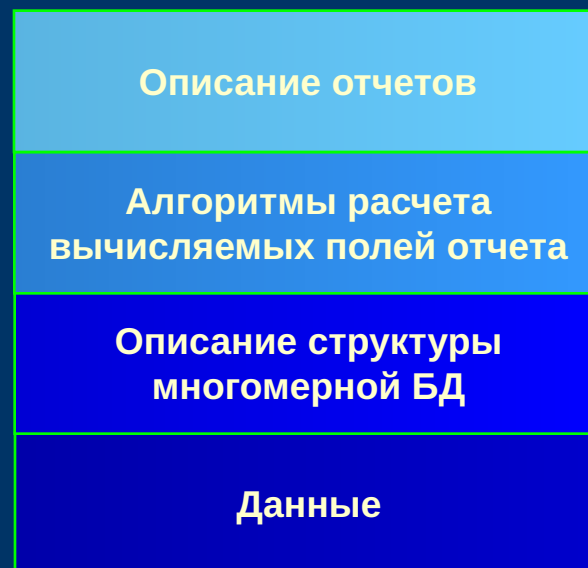 Описание отчетов
Алгоритмы расчета
вычисляемых полей отчета
Описание структуры
многомерной БД
Данные